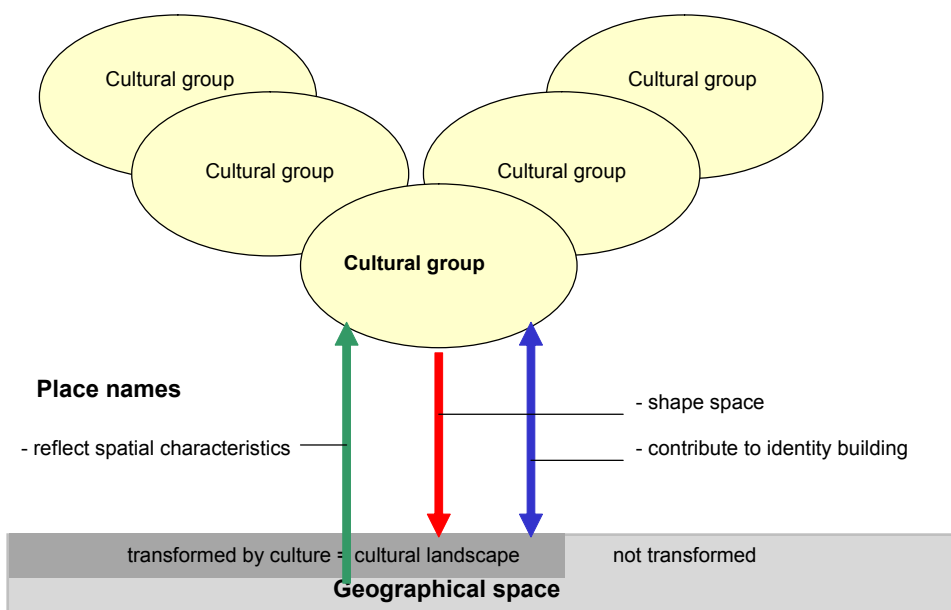 Cultural group
Cultural group
Cultural group
Cultural group
Cultural group
Place names
- shape space
- reflect spatial characteristics
- contribute to identity building
transformed by culture = cultural landscape
not transformed
Geographical space